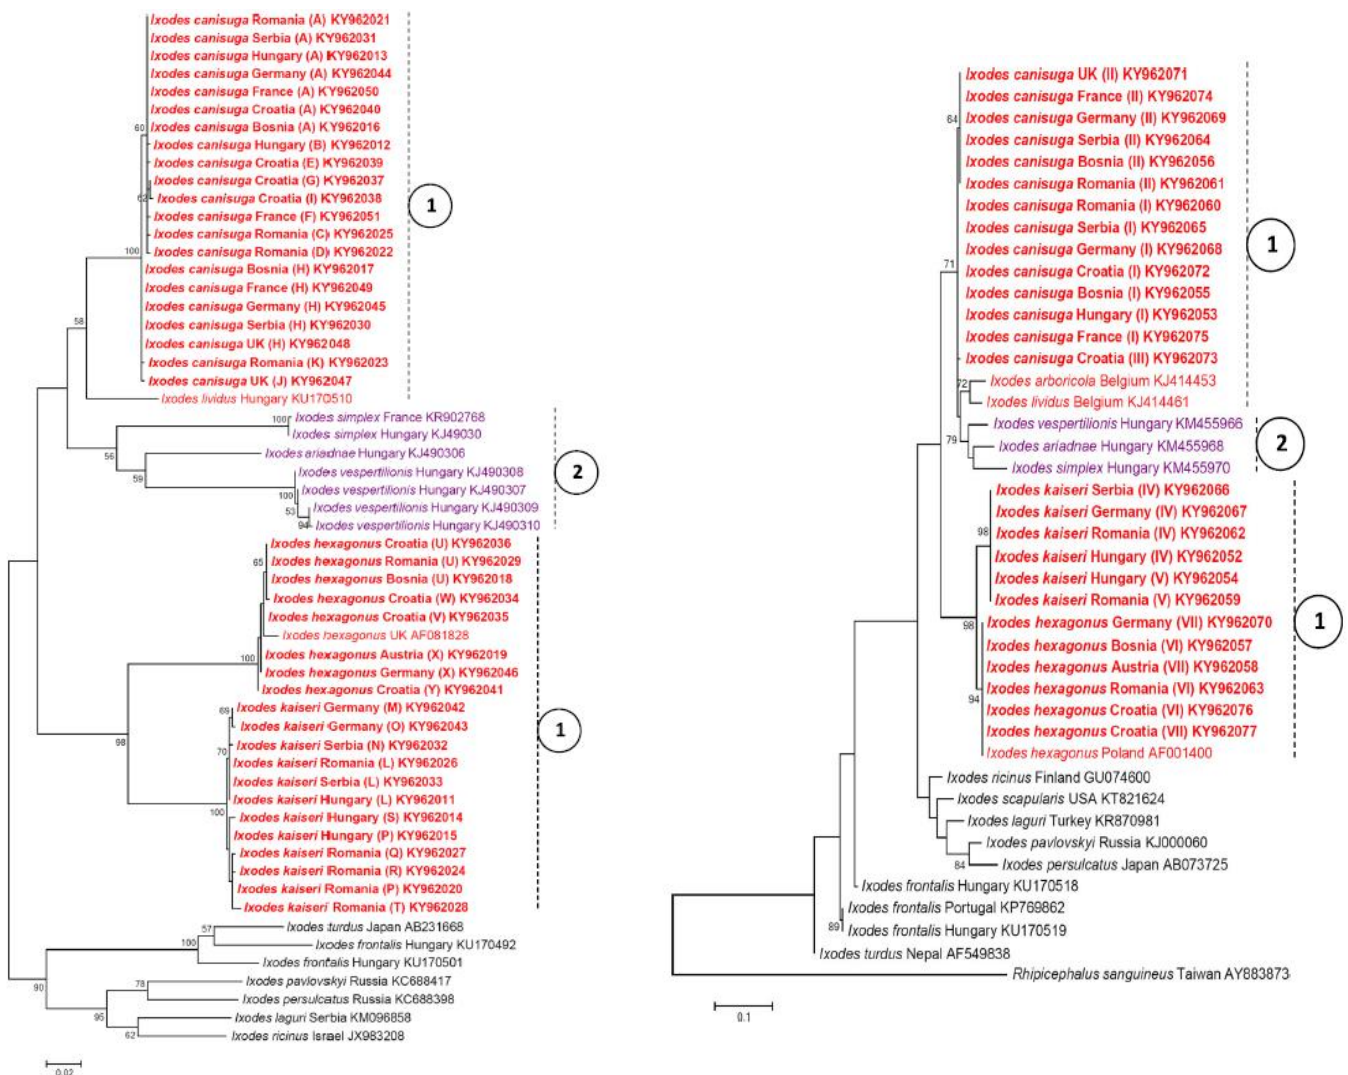 Ixodes canisuga Romania (A) KY962021
Ixodes canisuga Serbia (A) KY962031
Ixodes canisuga Hungary (A) KY962013
Ixodes canisuga Germany (A) KY962044
Ixodes canisuga France (A) KY962050
Ixodes canisuga Croatia (A) KY962040
Ixodes canisuga Bosnia (A) KY962016
60
Ixodes canisuga Hungary (B) KY962012
Ixodes canisuga Croatia (E) KY962039
Ixodes canisuga Croatia (G) KY962037
62
Ixodes canisuga Croatia (I) KY962038
1
Ixodes canisuga France (F) KY962051
Ixodes canisuga Romania (C) KY962025
Ixodes canisuga Romania (D) KY962022
100
Ixodes canisuga Bosnia (H) KY962017
Ixodes canisuga France (H) KY962049
Ixodes canisuga Germany (H) KY962045
58
Ixodes canisuga Serbia (H) KY962030
Ixodes canisuga UK (H) KY962048
Ixodes canisuga Romania (K) KY962023
Ixodes canisuga UK (J) KY962047
Ixodes lividus Hungary KU170510
100
Ixodes simplex France KR902768
Ixodes simplex Hungary KJ49030
56
Ixodes ariadnae Hungary KJ490306
59
Ixodes vespertilionis Hungary KJ490308
2
100
Ixodes vespertilionis Hungary KJ490307
53
Ixodes vespertilionis Hungary KJ490309
94
Ixodes vespertilionis Hungary KJ490310
Ixodes hexagonus Croatia (U) KY962036
65
Ixodes hexagonus Romania (U) KY962029
Ixodes hexagonus Bosnia (U) KY962018
Ixodes hexagonus Croatia (W) KY962034
Ixodes hexagonus Croatia (V) KY962035
Ixodes hexagonus UK AF081828
100
Ixodes hexagonus Austria (X) KY962019
Ixodes hexagonus Germany (X) KY962046
Ixodes hexagonus Croatia (Y) KY962041
69
Ixodes kaiseri Germany (M) KY962042
Ixodes kaiseri Germany (O) KY962043
1
98
70
Ixodes kaiseri Serbia (N) KY962032
Ixodes kaiseri Romania (L) KY962026
Ixodes kaiseri Serbia (L) KY962033
Ixodes kaiseri Hungary (L) KY962011
100
Ixodes kaiseri Hungary (S) KY962014
Ixodes kaiseri Hungary (P) KY962015
Ixodes kaiseri Romania (Q) KY962027
Ixodes kaiseri Romania (R) KY962024
Ixodes kaiseri Romania (P) KY962020
Ixodes kaiseri Romania (T) KY962028
57
Ixodes turdus Japan AB231668
100
Ixodes frontalis Hungary KU170492
Ixodes frontalis Hungary KU170501
90
78
Ixodes pavlovskyi Russia KC688417
Ixodes persulcatus Russia KC688398
95
Ixodes laguri Serbia KM096858
62
Ixodes ricinus Israel JX983208
0.02
Ixodes canisuga UK (II) KY962071
Ixodes canisuga France (II) KY962074
64
Ixodes canisuga Germany (II) KY962069
Ixodes canisuga Serbia (II) KY962064
Ixodes canisuga Bosnia (II) KY962056
Ixodes canisuga Romania (II) KY962061
Ixodes canisuga Romania (I) KY962060
Ixodes canisuga Serbia (I) KY962065
1
Ixodes canisuga Germany (I) KY962068
71
Ixodes canisuga Croatia (I) KY962072
Ixodes canisuga Bosnia (I) KY962055
Ixodes canisuga Hungary (I) KY962053
Ixodes canisuga France (I) KY962075
Ixodes canisuga Croatia (III) KY962073
72
Ixodes arboricola Belgium KJ414453
Ixodes lividus Belgium KJ414461
Ixodes vespertilionis Hungary KM455966
79
Ixodes ariadnae Hungary KM455968
2
Ixodes simplex Hungary KM455970
Ixodes kaiseri Serbia (IV) KY962066
Ixodes kaiseri Germany (IV) KY962067
98
Ixodes kaiseri Romania (IV) KY962062
Ixodes kaiseri Hungary (IV) KY962052
Ixodes kaiseri Hungary (V) KY962054
Ixodes kaiseri Romania (V) KY962059
98
Ixodes hexagonus Germany (VII) KY962070
1
Ixodes hexagonus Bosnia (VI) KY962057
Ixodes hexagonus Austria (VII) KY962058
Ixodes hexagonus Romania (VI) KY962063
94
Ixodes hexagonus Croatia (VI) KY962076
Ixodes hexagonus Croatia (VII) KY962077
Ixodes hexagonus Poland AF001400
Ixodes ricinus Finland GU074600
Ixodes scapularis USA KT821624
Ixodes laguri Turkey KR870981
Ixodes pavlovskyi Russia KJ000060
84
Ixodes persulcatus Japan AB073725
Ixodes frontalis Hungary KU170518
Ixodes frontalis Portugal KP769862
89
Ixodes frontalis Hungary KU170519
Ixodes turdus Nepal AF549838
Rhipicephalus sanguineus Taiwan AY883873
0.1